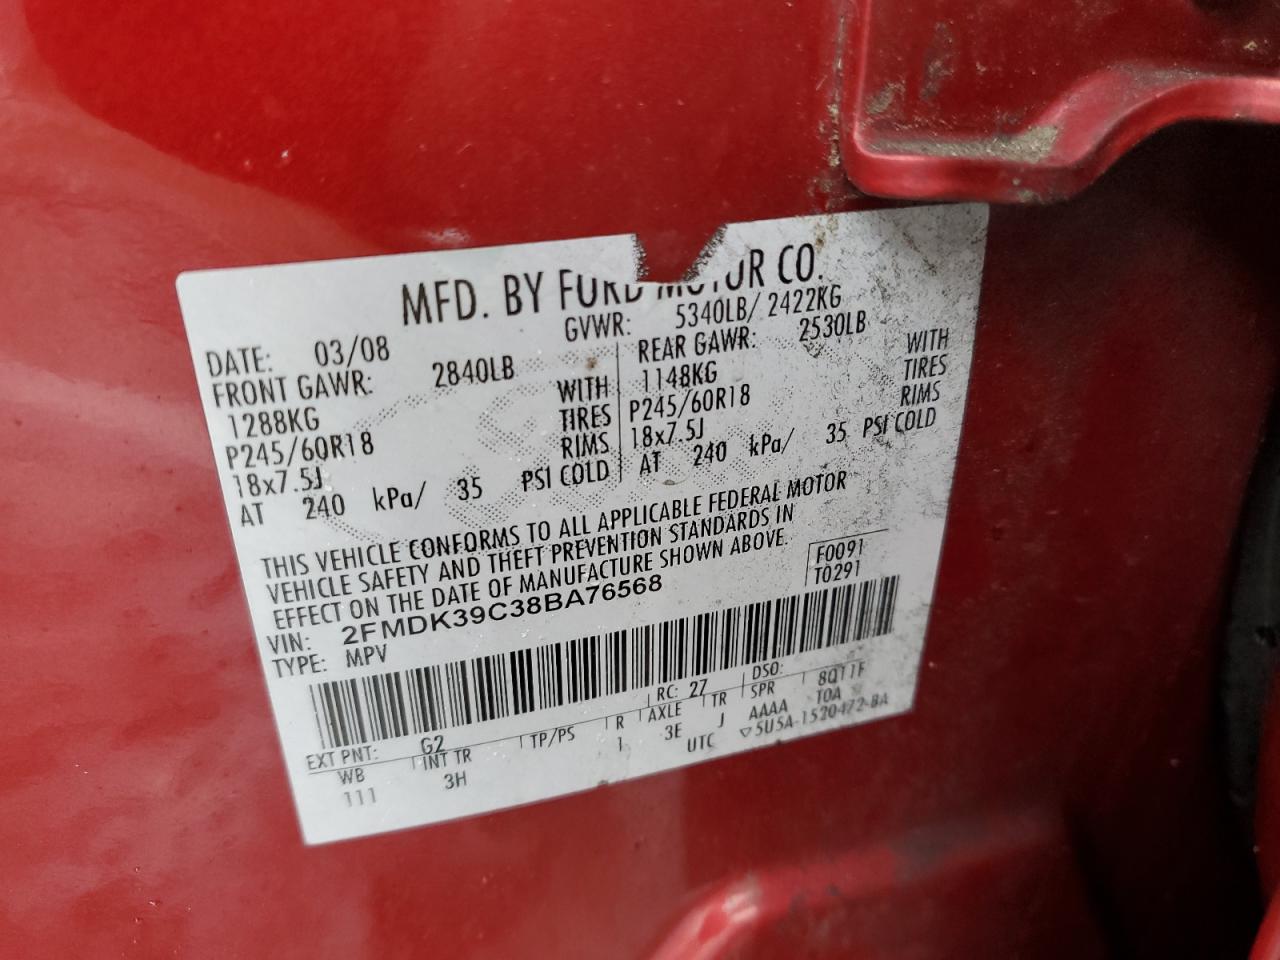 MFD. BY FORD MOTOR CO.
DATE: 03/08 GVWR: 5340LB/ 2422KG
FRONT GAWR: 2840LB REAR GAWR: 2530LB
1288KG WITH 1148KG WITH
P245/60R18 TIRES P245/60R18 TIRES
18x7.5J RIMS 18x7.5J RIMS
AT 240 kPa/ 35 PSI COLD AT 240 kPa/ 35 PSI COLD
THIS VEHICLE CONFORMS TO ALL APPLICABLE FEDERAL MOTOR
VEHICLE SAFETY AND THEFT PREVENTION STANDARDS IN
EFFECT ON THE DATE OF MANUFACTURE SHOWN ABOVE.
F0091
VIN: 2FMDK39C38BA76568 T0291
TYPE: MPV
EXT PNT: G2 RC: 27 DSO:
WB INT TR TP/PS R AXLE TR SPR 8Q11F
111 3H 1 3E J AAAA T0A
UTC ▽5U5A-1520472-BA